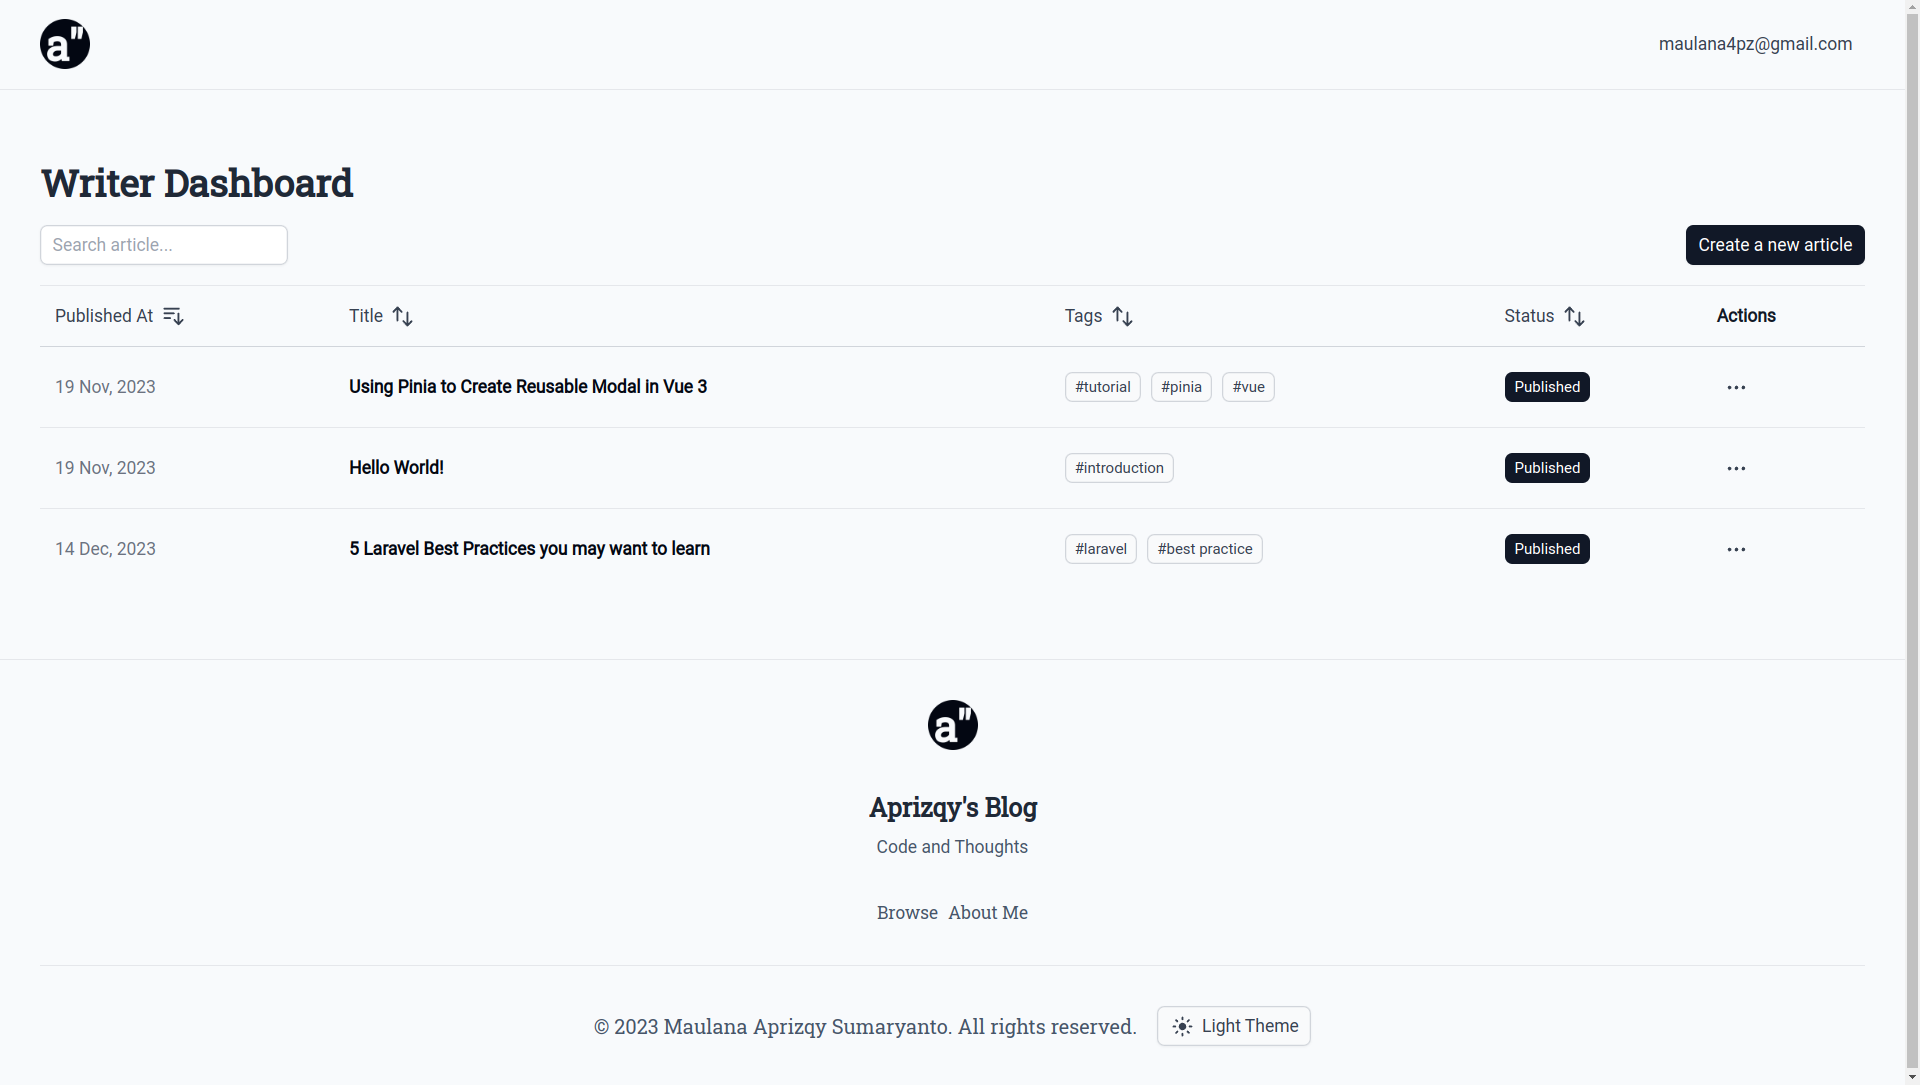 a"
maulana4pz@gmail.com
Writer Dashboard
Search article...
Create a new article
Published At Title Tags Status Actions
19 Nov, 2023 Using Pinia to Create Reusable Modal in Vue 3 #tutorial #pinia #vue Published ...
19 Nov, 2023 Hello World! #introduction Published ...
14 Dec, 2023 5 Laravel Best Practices you may want to learn #laravel #best practice Published ...
a"
Aprizqy's Blog
Code and Thoughts
Browse About Me
© 2023 Maulana Aprizqy Sumaryanto. All rights reserved. Light Theme